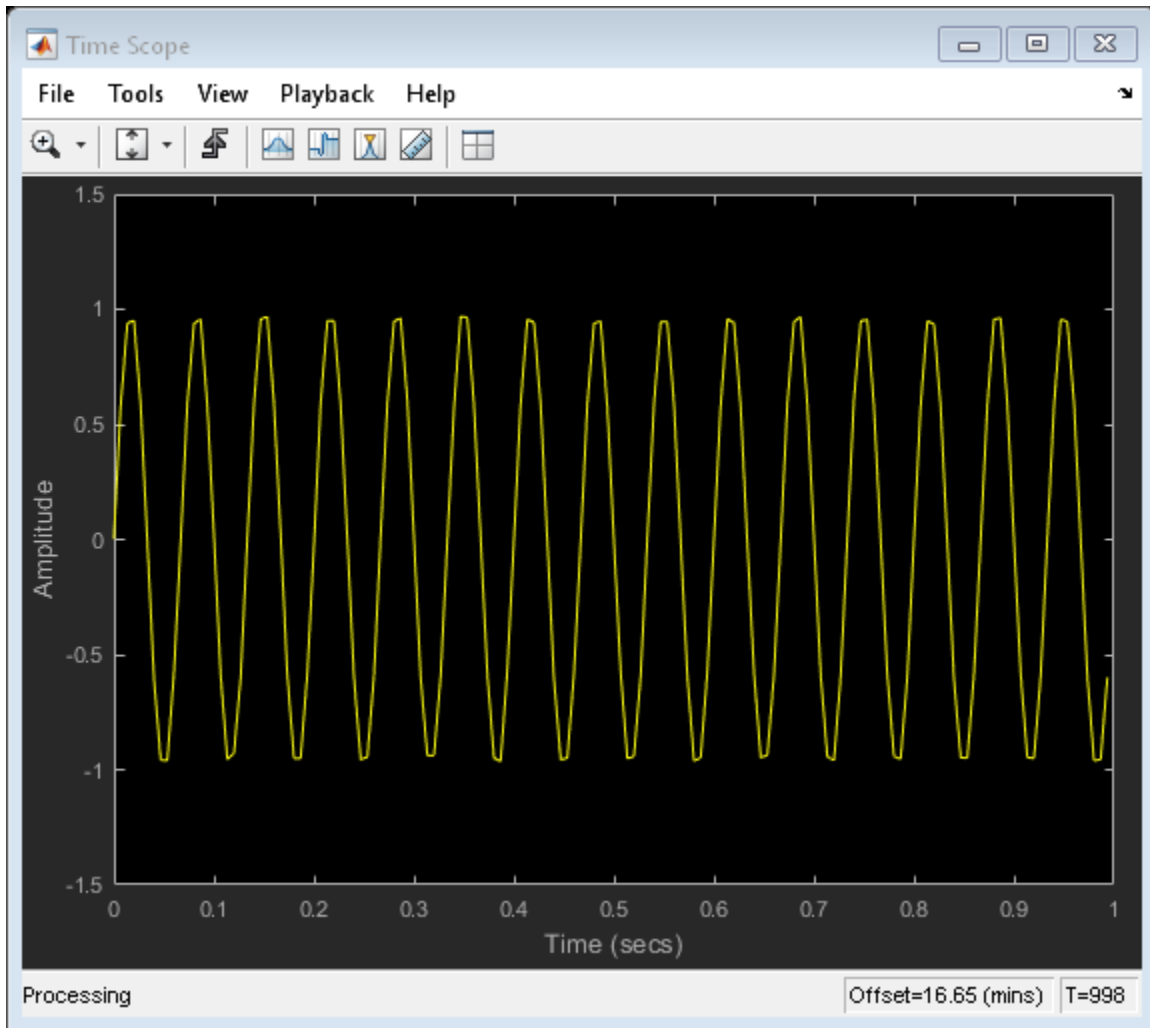 Time Scope
File Tools View Playback Help
1.5
1
0.5
0
-0.5
-1
-1.5
Amplitude
0 0.1 0.2 0.3 0.4 0.5 0.6 0.7 0.8 0.9 1
Time (secs)
Processing Offset=16.65 (mins) T=998